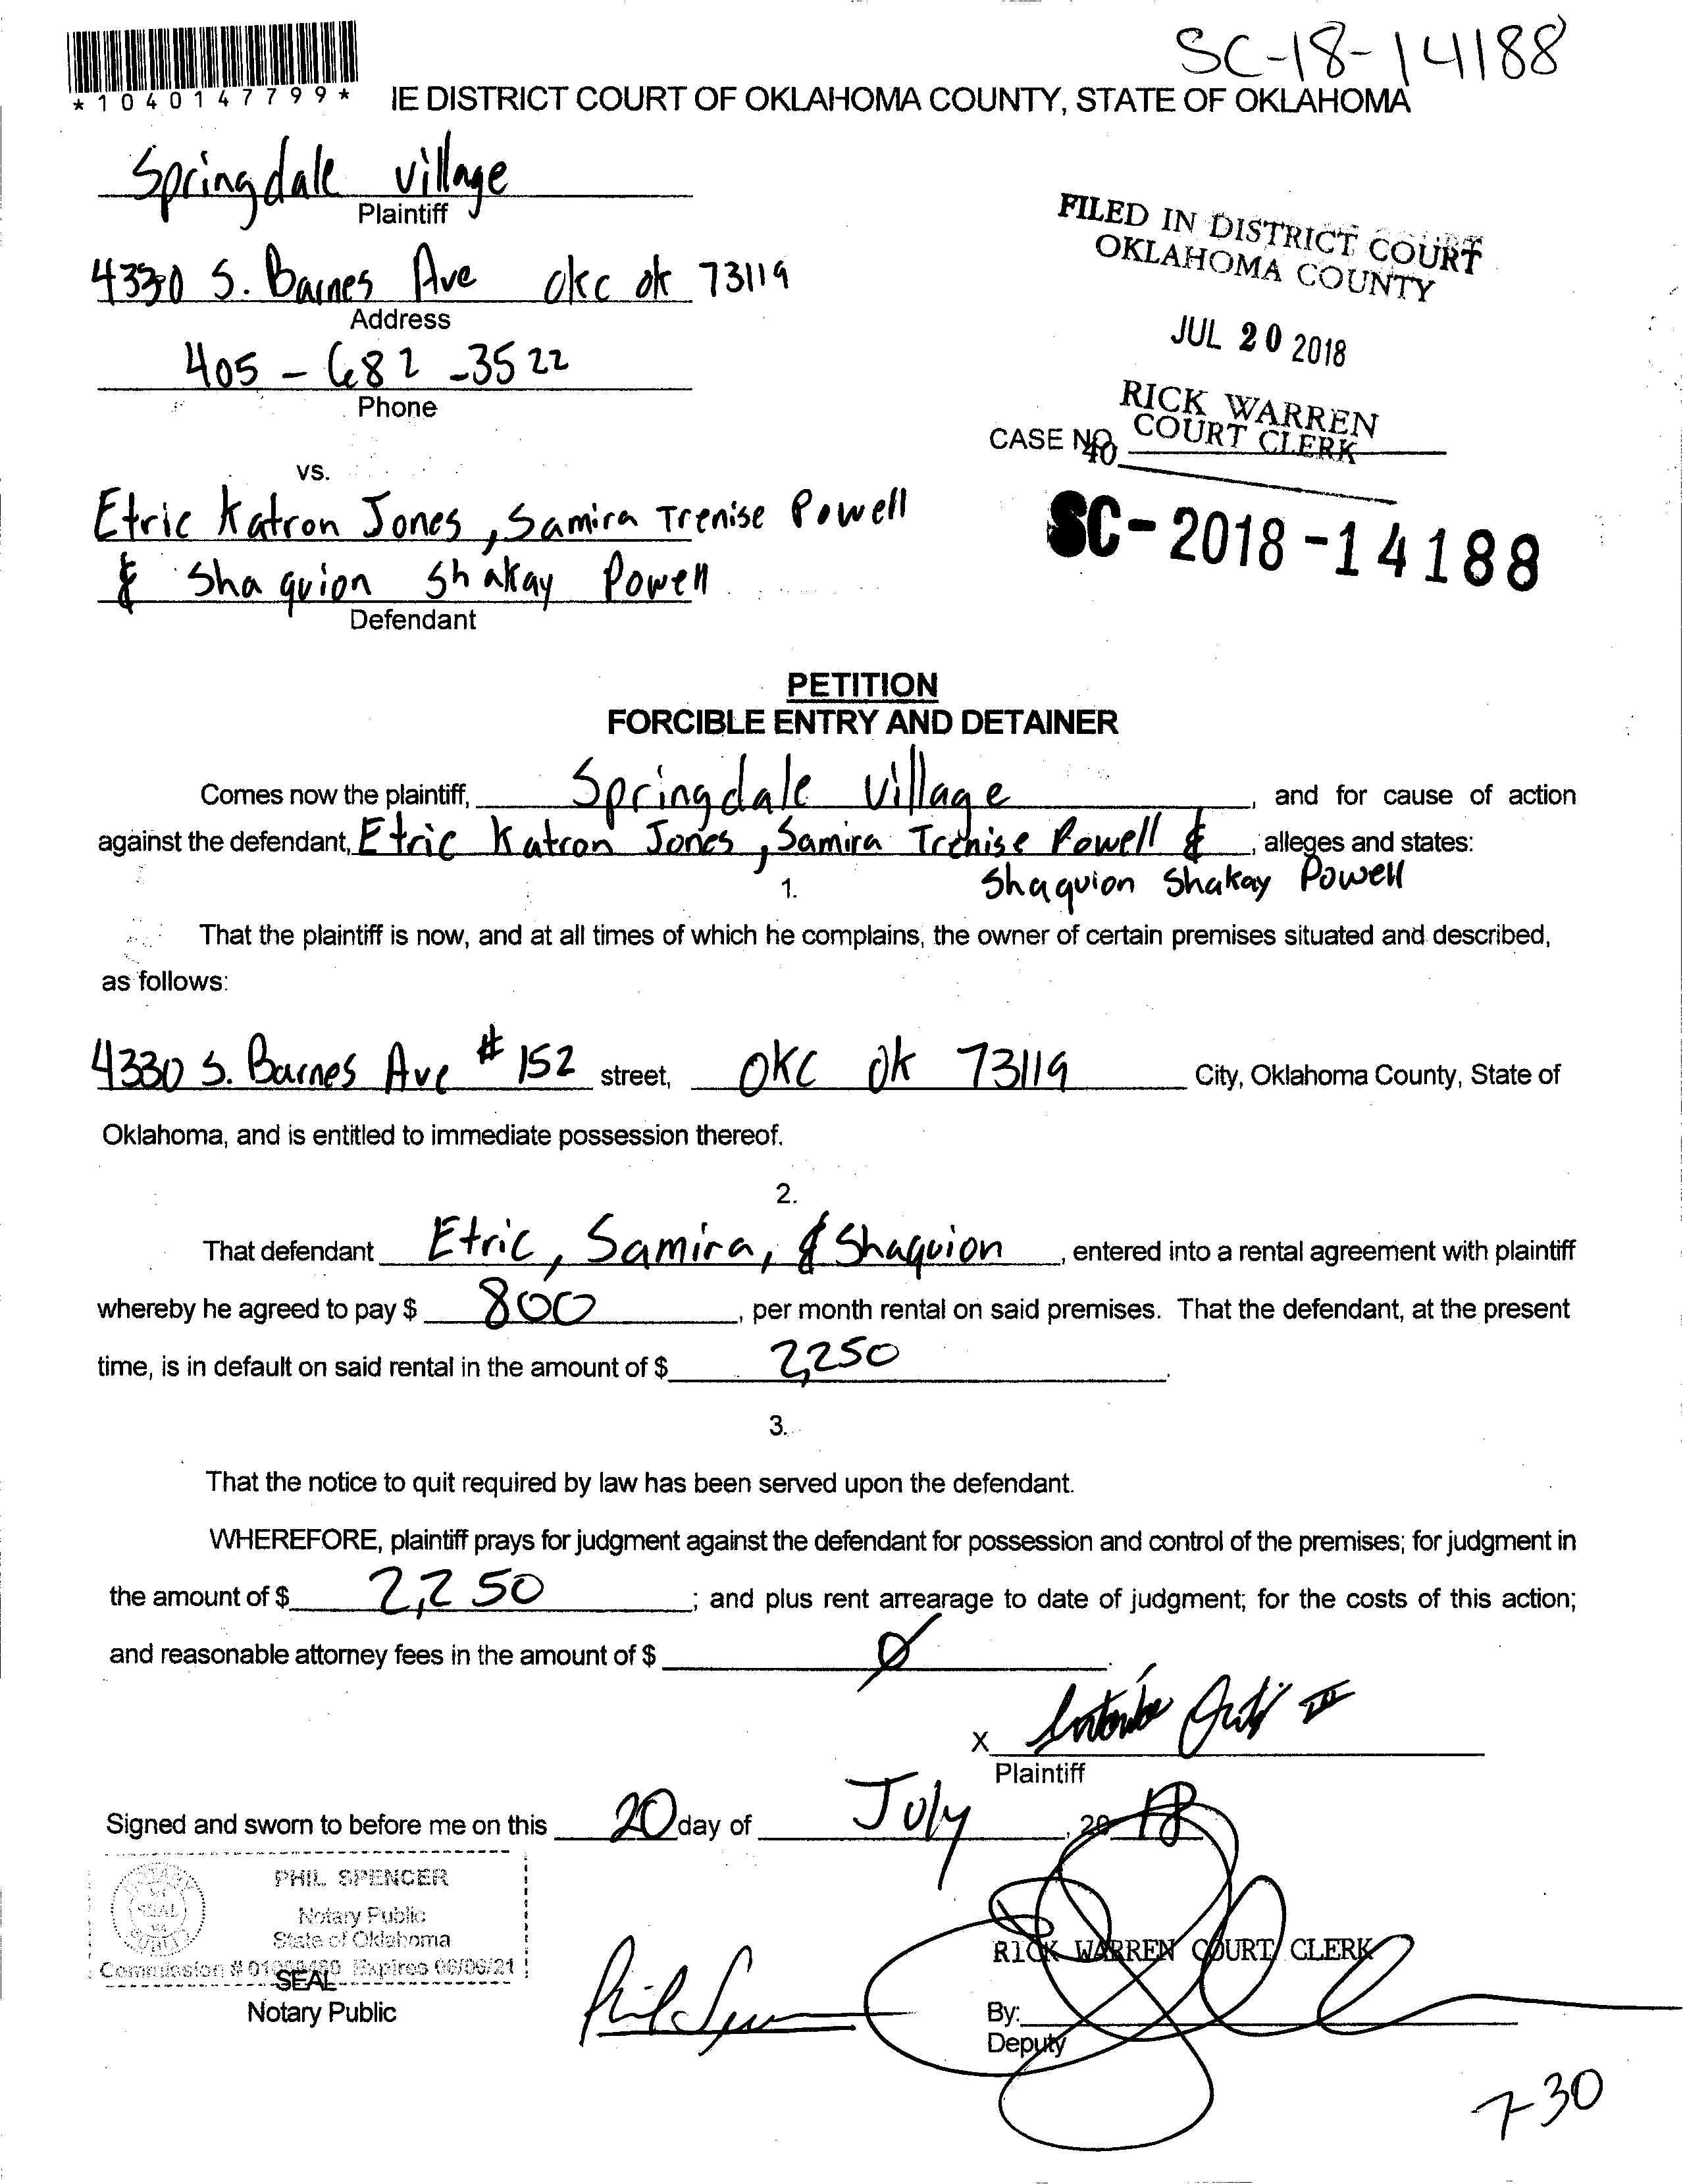 SC-18-14188
*1040147799*
IE DISTRICT COURT OF OKLAHOMA COUNTY, STATE OF OKLAHOMA
Springdale Village
Plaintiff
4330 S. Barnes Ave okc ok 73119
Address
405-682-3522
Phone
FILED IN DISTRICT COURT
OKLAHOMA COUNTY
JUL 20 2018
RICK WARREN
COURT CLERK
CASE NO.
40
SC-2018-14188
vs.
Etric Katron Jones, Samira Trenise Powell
& Shaquion Shakay Powell
Defendant
PETITION
FORCIBLE ENTRY AND DETAINER
Comes now the plaintiff, Springdale Village, and for cause of action
against the defendant, Etric Katron Jones, Samira Trenise Powell &, alleges and states:
Shaquion Shakay Powell
1.
That the plaintiff is now, and at all times of which he complains, the owner of certain premises situated and described,
as follows:
4330 S. Barnes Ave #152 street, OKC ok 73119 City, Oklahoma County, State of
Oklahoma, and is entitled to immediate possession thereof.
2.
That defendant Etric, Samira, & Shaquion, entered into a rental agreement with plaintiff
whereby he agreed to pay $ 800, per month rental on said premises. That the defendant, at the present
time, is in default on said rental in the amount of $ 2,250.
3.
That the notice to quit required by law has been served upon the defendant.
WHEREFORE, plaintiff prays for judgment against the defendant for possession and control of the premises; for judgment in
the amount of $ 2,250; and plus rent arrearage to date of judgment; for the costs of this action;
and reasonable attorney fees in the amount of $ Ø.
X
Plaintiff
Signed and sworn to before me on this 20 day of July, 20 18
PHIL SPENCER
Notary Public
State of Oklahoma
SEAL
Notary Public
RICK WARREN COURT CLERK
By:
Deputy
7-30